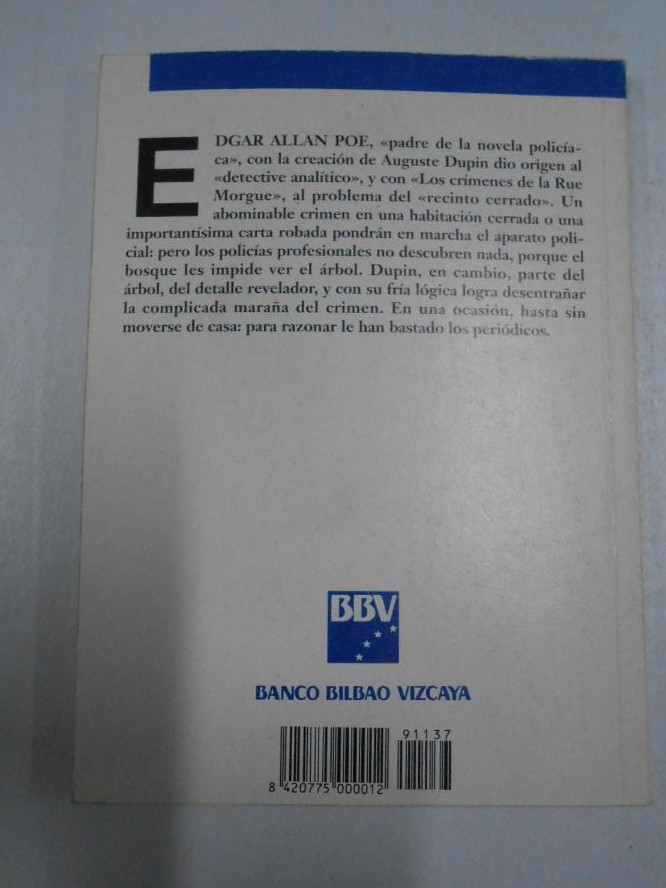 EDGAR ALLAN POE, «padre de la novela policía-
ca», con la creación de Auguste Dupin dio origen al
«detective analítico», y con «Los crímenes de la Rue
Morgue», al problema del «recinto cerrado». Un
abominable crimen en una habitación cerrada o una
importantísima carta robada pondrán en marcha el aparato poli-
cial: pero los policías profesionales no descubren nada, porque el
bosque les impide ver el árbol. Dupin, en cambio, parte del
árbol, del detalle revelador, y con su fría lógica logra desentrañar
la complicada maraña del crimen. En una ocasión, hasta sin
moverse de casa: para razonar le han bastado los periódicos.
BBV
BANCO BILBAO VIZCAYA
91137
8 420775 000012